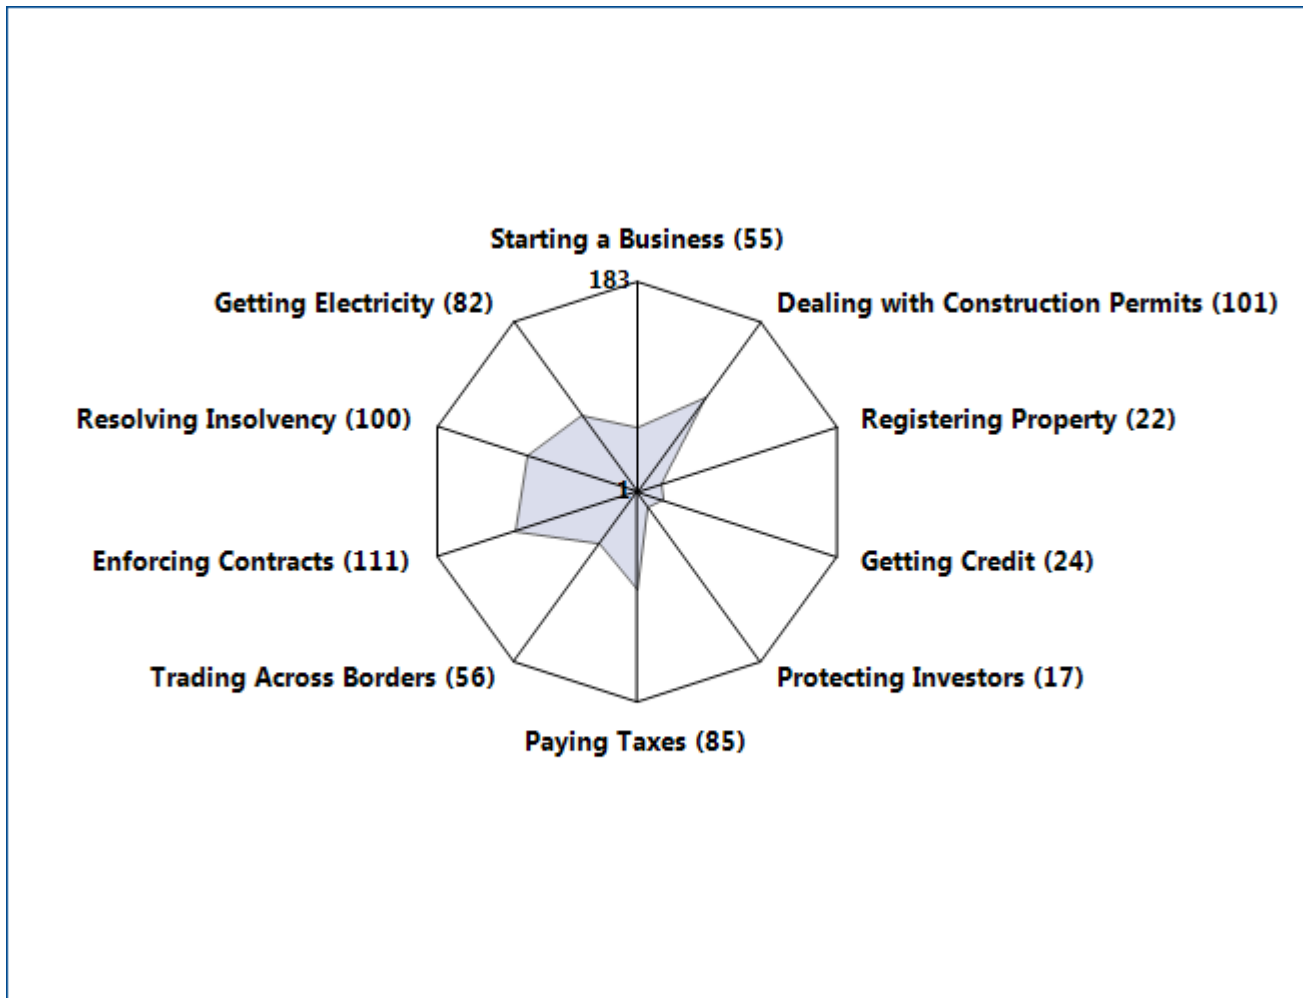 Starting a Business (55)
183
Getting Electricity (82)
Dealing with Construction Permits (101)
Resolving Insolvency (100)
Registering Property (22)
1
Enforcing Contracts (111)
Getting Credit (24)
Trading Across Borders (56)
Protecting Investors (17)
Paying Taxes (85)